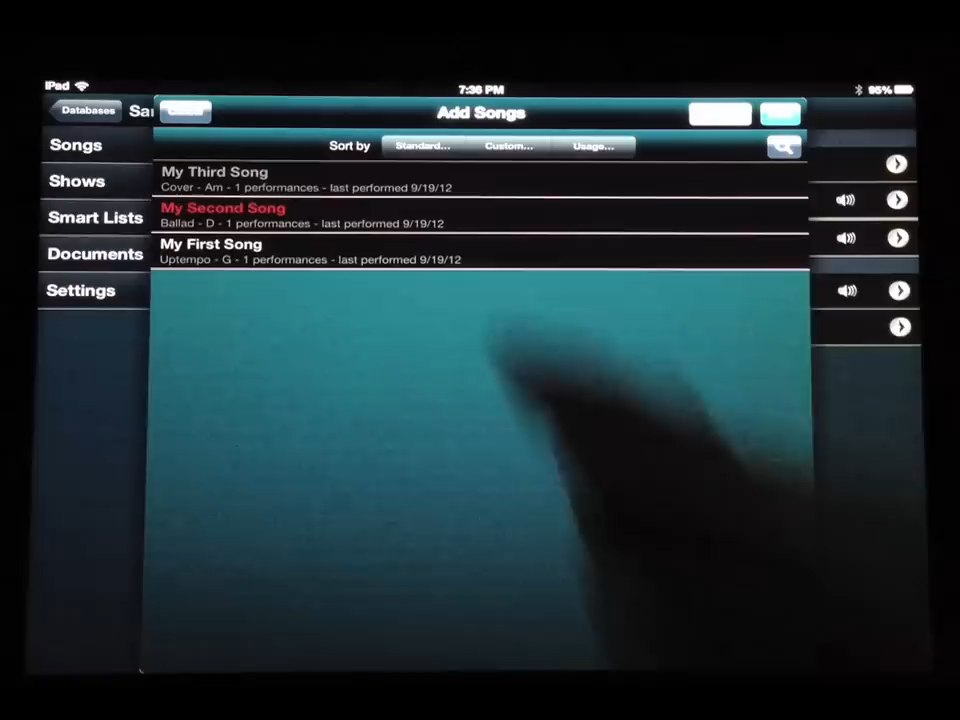 iPad 7:36 PM 95%
Databases
Add Songs
Songs
Shows
Smart Lists
Documents
Settings
Sort by Standard... Custom... Usage...
My Third Song
Cover - Am - 1 performances - last performed 9/19/12
My Second Song
Ballad - D - 1 performances - last performed 9/19/12
My First Song
Uptempo - G - 1 performances - last performed 9/19/12